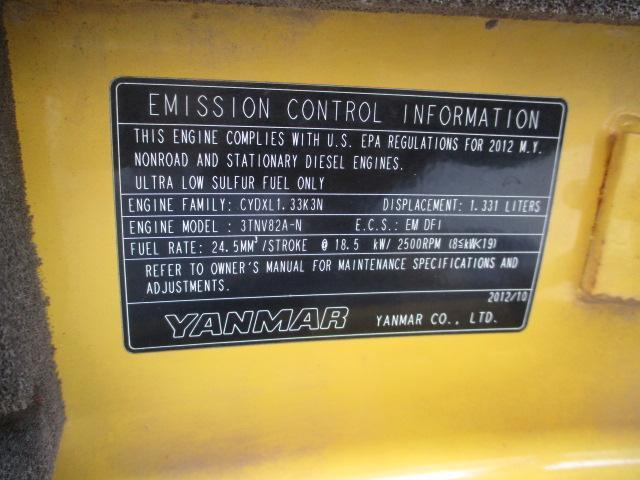 EMISSION CONTROL INFORMATION
THIS ENGINE COMPLIES WITH U.S. EPA REGULATIONS FOR 2012 M.Y.
NONROAD AND STATIONARY DIESEL ENGINES.
ULTRA LOW SULFUR FUEL ONLY
ENGINE FAMILY: CYDXL1.33K3N DISPLACEMENT: 1.331 LITERS
ENGINE MODEL : 3TNV82A-N E.C.S.: EM DFI
FUEL RATE: 24.5MM³/STROKE @ 18.5 kW/ 2500RPM (8≤kW<19)
REFER TO OWNER'S MANUAL FOR MAINTENANCE SPECIFICATIONS AND
ADJUSTMENTS.
2012/10
YANMAR YANMAR CO., LTD.